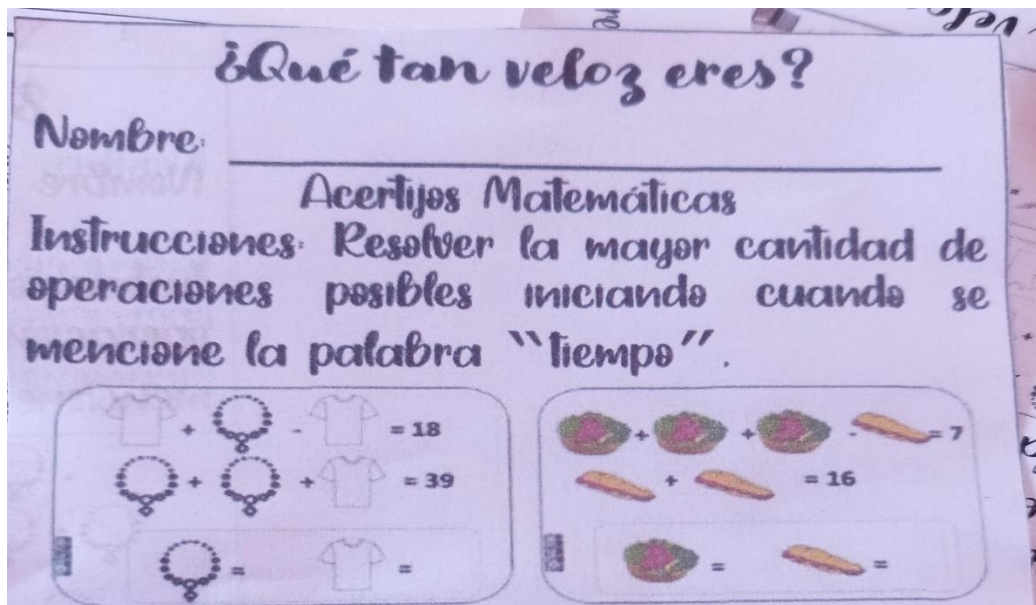 ¿Qué tan veloz eres?
Nombre:
Acertijos Matemáticas
Instrucciones: Resolver la mayor cantidad de
operaciones posibles iniciando cuando se
mencione la palabra "tiempo".
+ - = 18
+ + = 39
= =
+ + - = 7
+ = 16
= =